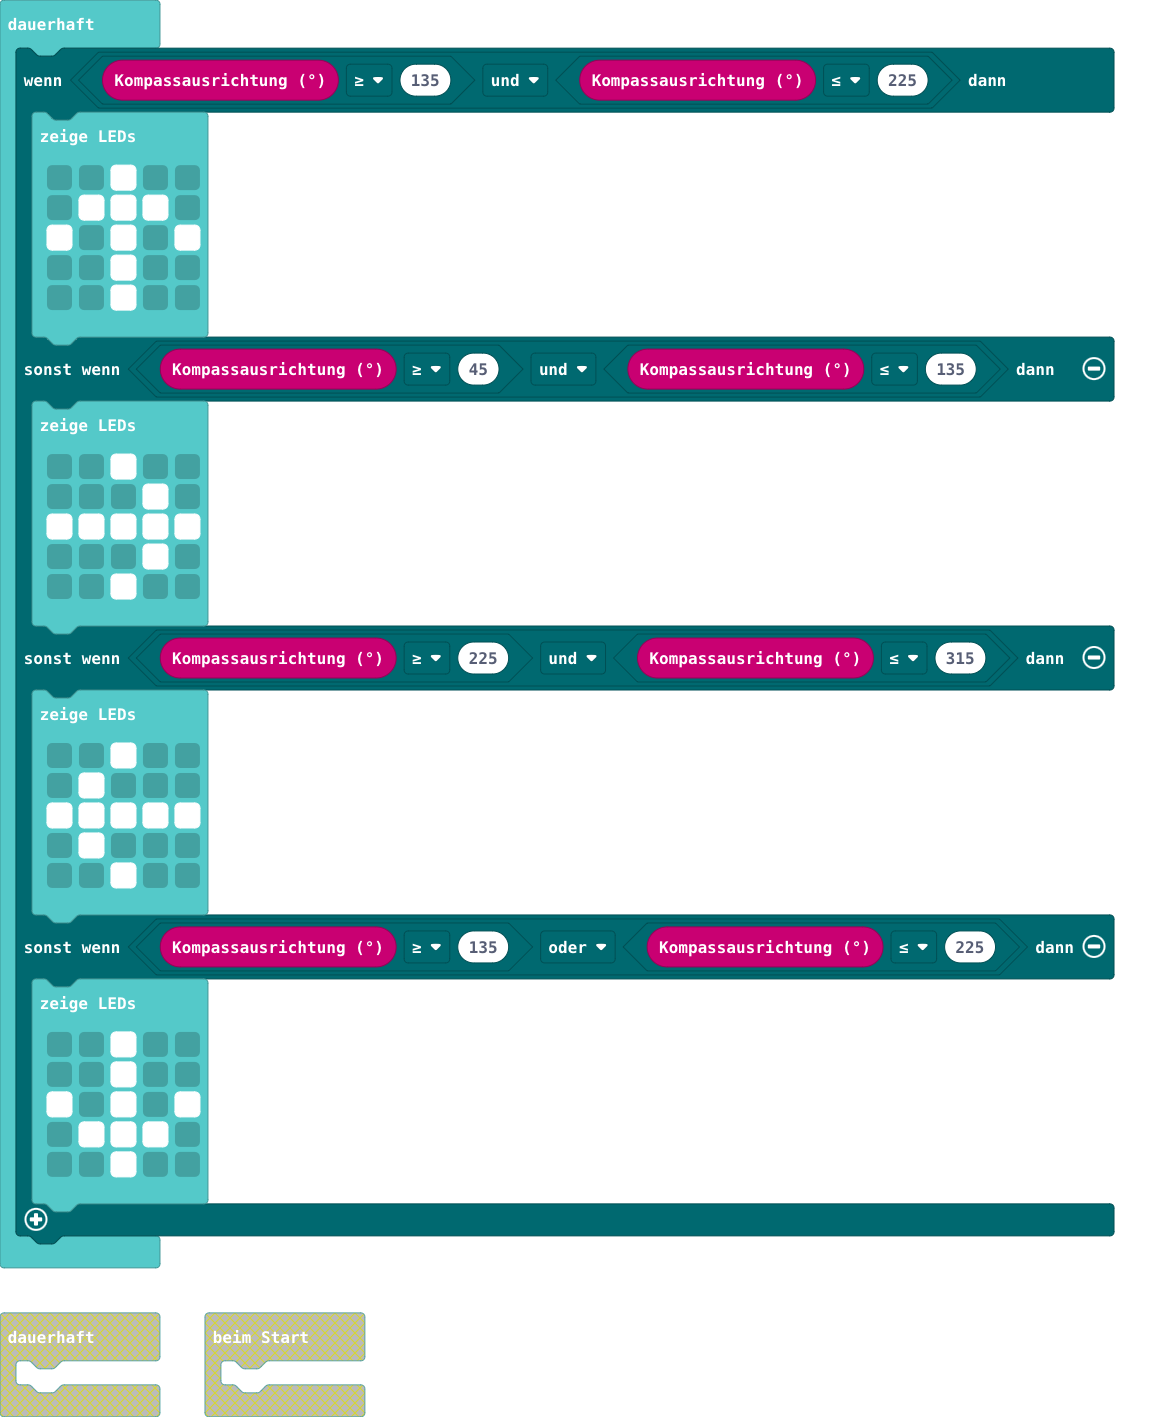 dauerhaft
wenn Kompassausrichtung (°) ≥ 135 und Kompassausrichtung (°) ≤ 225 dann
zeige LEDs
sonst wenn Kompassausrichtung (°) ≥ 45 und Kompassausrichtung (°) ≤ 135 dann
zeige LEDs
sonst wenn Kompassausrichtung (°) ≥ 225 und Kompassausrichtung (°) ≤ 315 dann
zeige LEDs
sonst wenn Kompassausrichtung (°) ≥ 135 oder Kompassausrichtung (°) ≤ 225 dann
zeige LEDs
dauerhaft beim Start